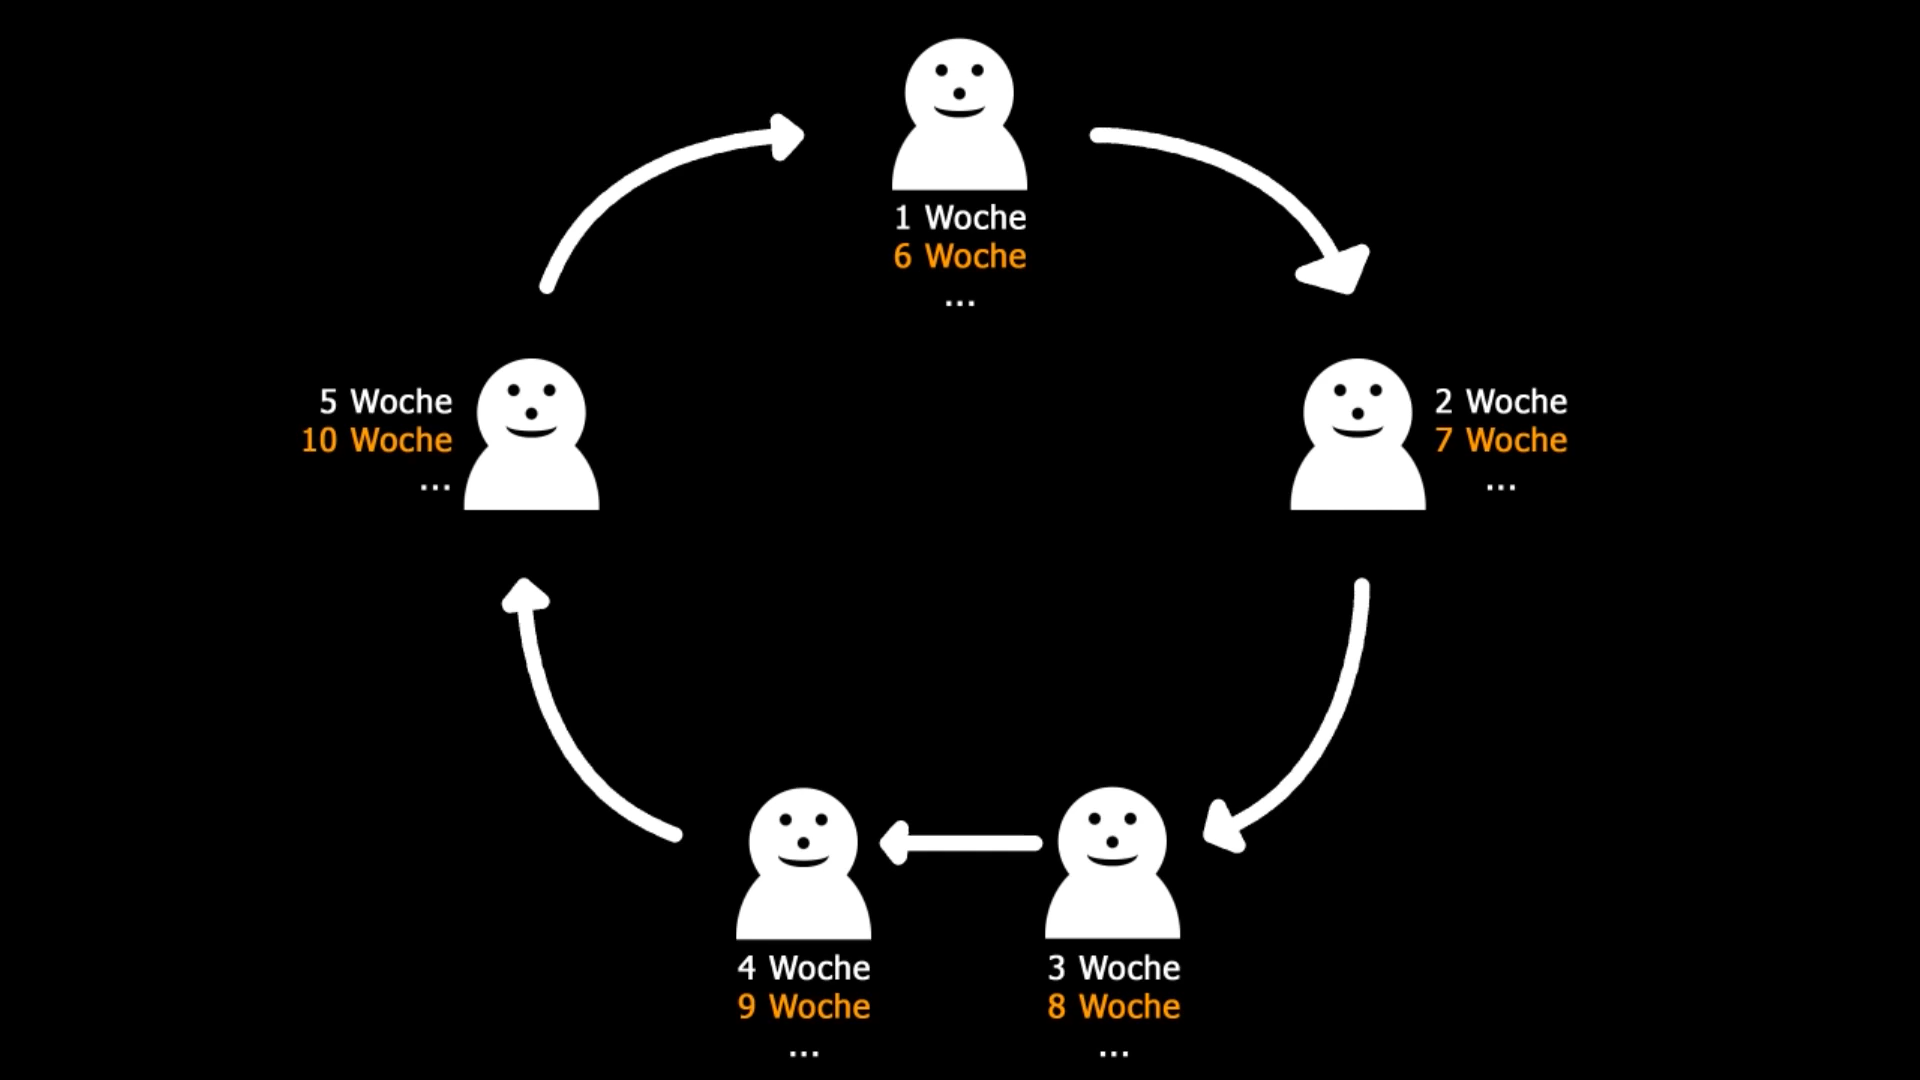 1 Woche
6 Woche
...
5 Woche
10 Woche
...
2 Woche
7 Woche
...
4 Woche
9 Woche
...
3 Woche
8 Woche
...